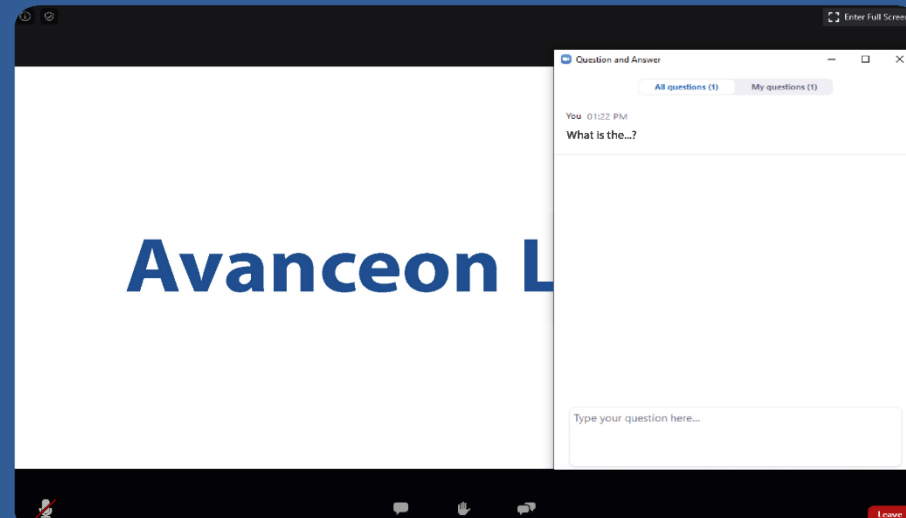 Enter Full Screen
Question and Answer
All questions (1) My questions (1)
You 01:22 PM
What is the...?
Avanceon L
Type your question here...
Leave